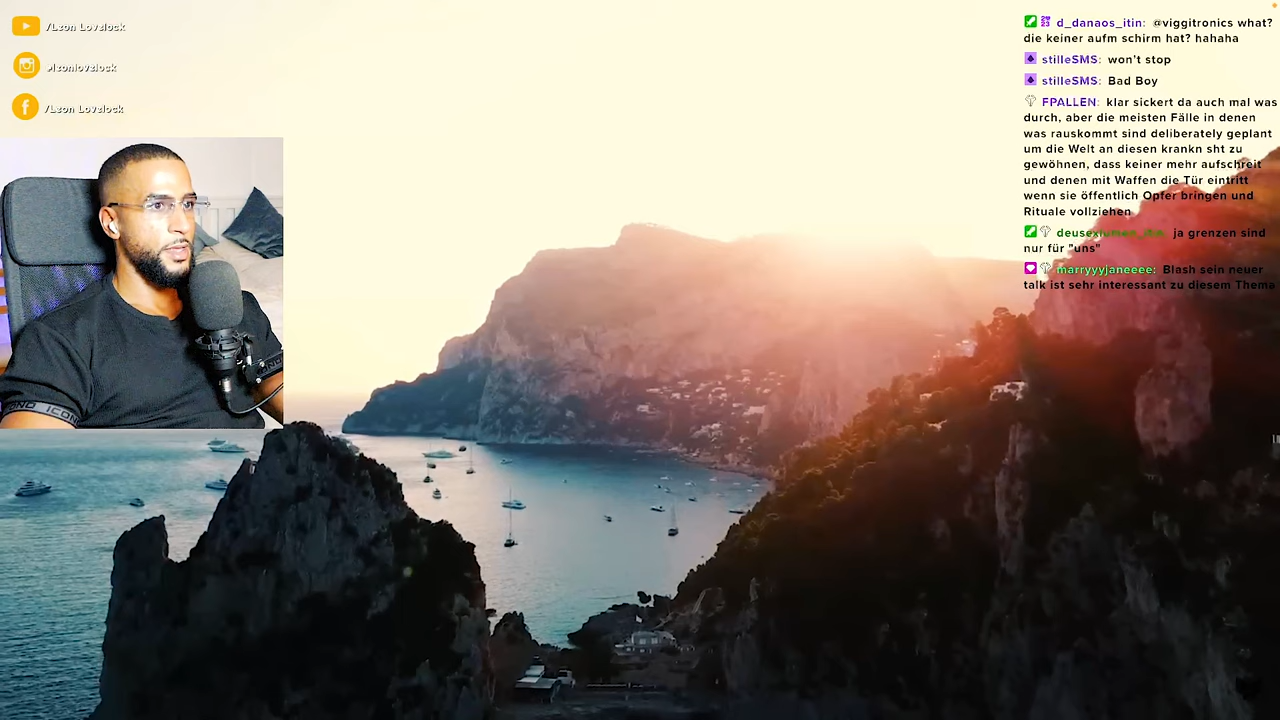 /Leon Lovelock
leonlovelock
/Leon Lovelock
d_danaos_itin: @viggitronics what?
die keiner aufm schirm hat? hahaha
stilleSMS: won't stop
stilleSMS: Bad Boy
FPALLEN: klar sickert da auch mal was
durch, aber die meisten Fälle in denen
was rauskommt sind deliberately geplant
um die Welt an diesen krankn sht zu
gewöhnen, dass keiner mehr aufschreit
und denen mit Waffen die Tür eintritt
wenn sie öffentlich Opfer bringen und
Rituale vollziehen
ja grenzen sind
nur für "uns"
marryyyjaneeee: Blash sein neuer
talk ist sehr interessant zu diesem Thema
ICON